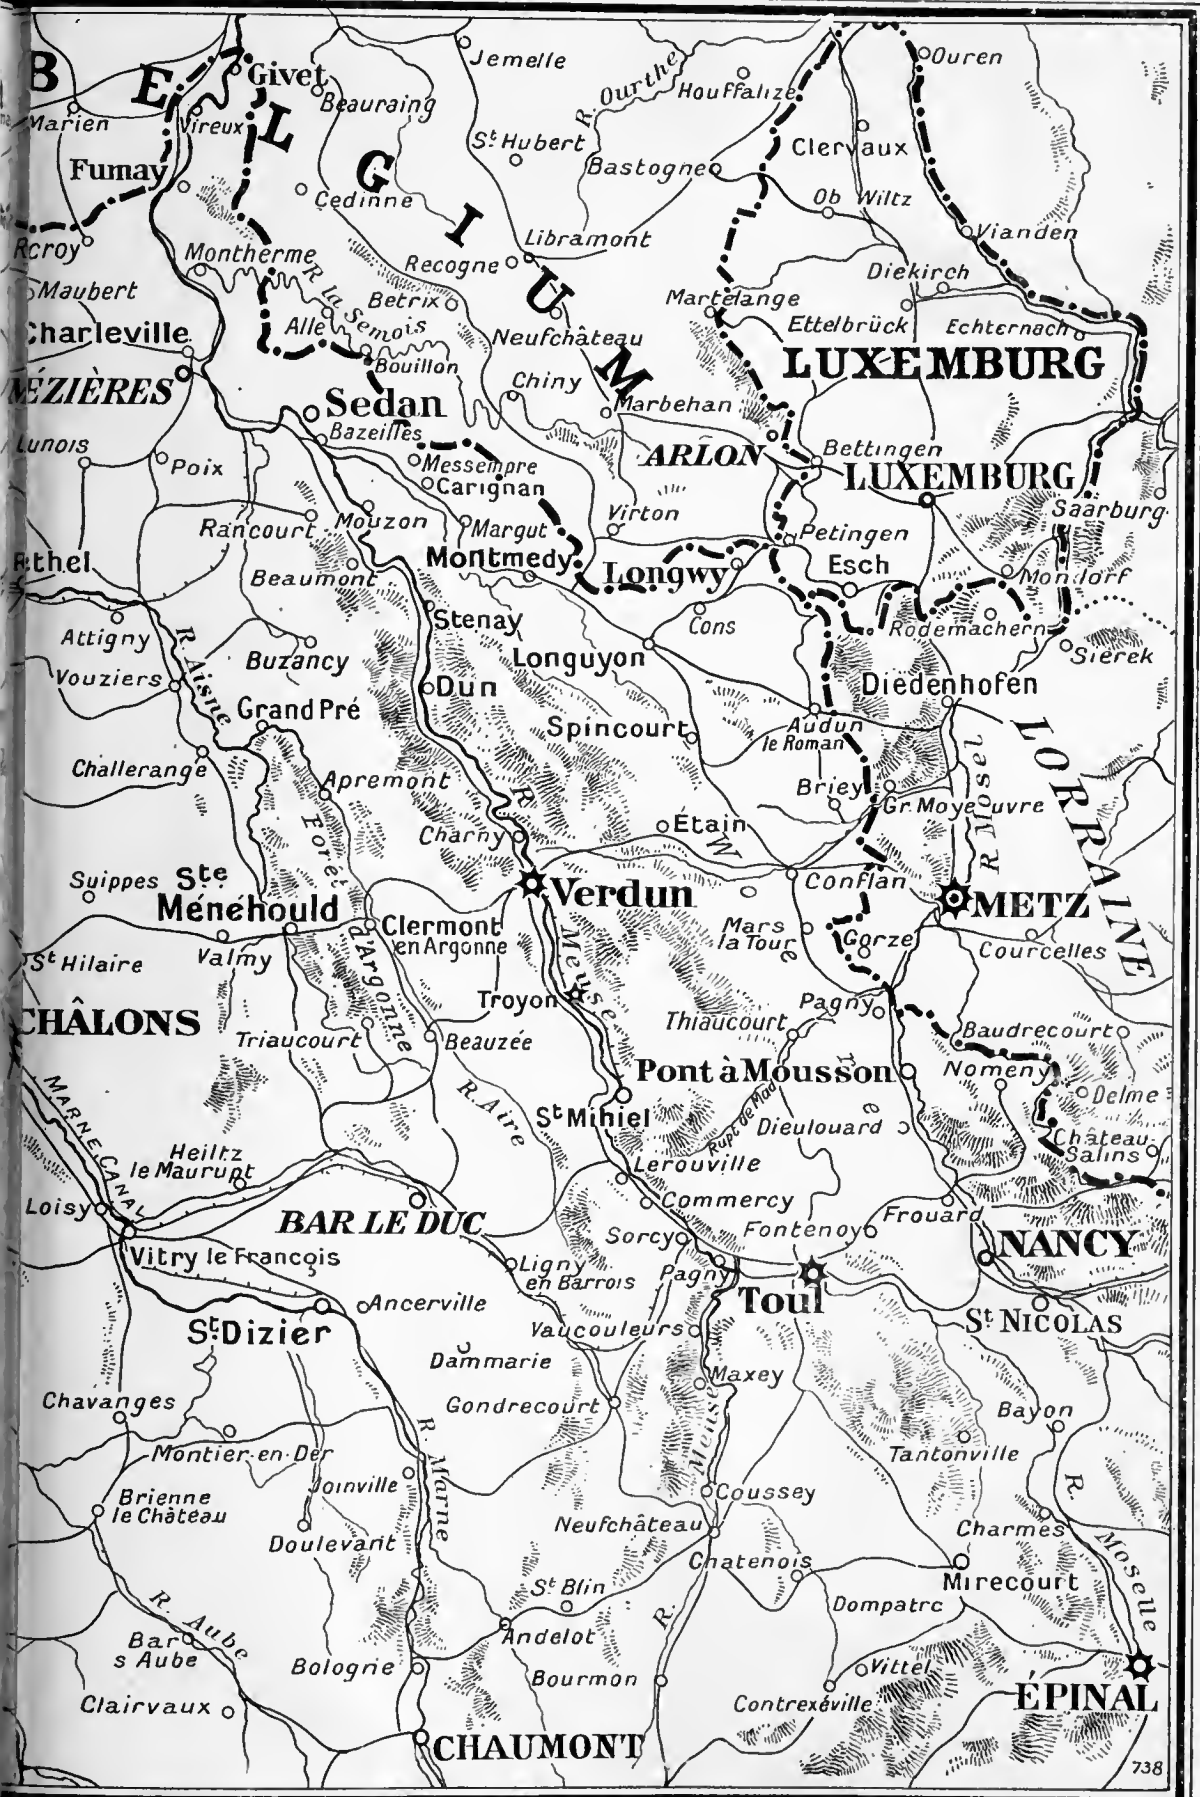 BELGIUM
Givet
Jemelle
Ouren
Beauraing
R. Ourthe
Houffalize
Marien
Vireux
St Hubert
Clervaux
Fumay
Bastogne
Cedinne
Ob Wiltz
Rcroy
Libramont
Vianden
Montherme
Recogne
Diekirch
Maubert
R la Semois
Betrix
Martelange
Charleville
Alle
Neufchâteau
Ettelbrück
Echternach
MÉZIÈRES
Bouillon
LUXEMBURG
Chiny
Sedan
Marbehan
Bazeilles
Lunois
Poix
Messempre
ARLON
Bettingen
Carignan
LUXEMBURG
Rancourt
Mouzon
Margut
Virton
Saarburg
Petingen
Rethel
Montmedy
Longwy
Esch
Beaumont
Mondorf
Attigny
R. Aisne
Stenay
Cons
Rodemachern
Buzancy
Longuyon
Sierek
Vouziers
Dun
Diedenhofen
Grand Pré
Spincourt
Audun
le Roman
LORRAINE
Challerange
Apremont
R Mosel
Briey
Gr. Moyeuvre
Forêt d'Argonne
Charny
R. Meuse
Étain
W
Suippes
Ste
Ménéhould
Verdun
Conflan
METZ
Clermont
en Argonne
Mars
la Tour
Gorze
St Hilaire
Valmy
Courcelles
Troyon
Pagny
CHÂLONS
Triaucourt
Beauzée
Thiaucourt
Baudrecourt
Pont à Mousson
Nomeny
MARNE CANAL
R. Aire
St Mihiel
Rupt de Mad
Delme
Dieulouard
Château
Salins
Heiltz
le Maurupt
Lerouville
Loisy
Commercy
BAR LE DUC
Frouard
Sorcy
Fontenoy
NANCY
Vitry le François
Ligny
en Barrois
Pagny
Toul
Ancerville
St Dizier
Vaucouleurs
St NICOLAS
Dammarie
Maxey
Chavanges
Gondrecourt
Meuse
Bayon
R. Marne
Montier-en-Der
Tantonville
Joinville
Brienne
le Château
Coussey
R. Moselle
Neufchâteau
Charmes
Doulevant
Chatenois
St Blin
Mirecourt
R. Aube
R.
Dompatrc
Bar
s Aube
Andelot
Bologne
Bourmon
Vittel
Clairvaux
Contrexéville
ÉPINAL
CHAUMONT
738